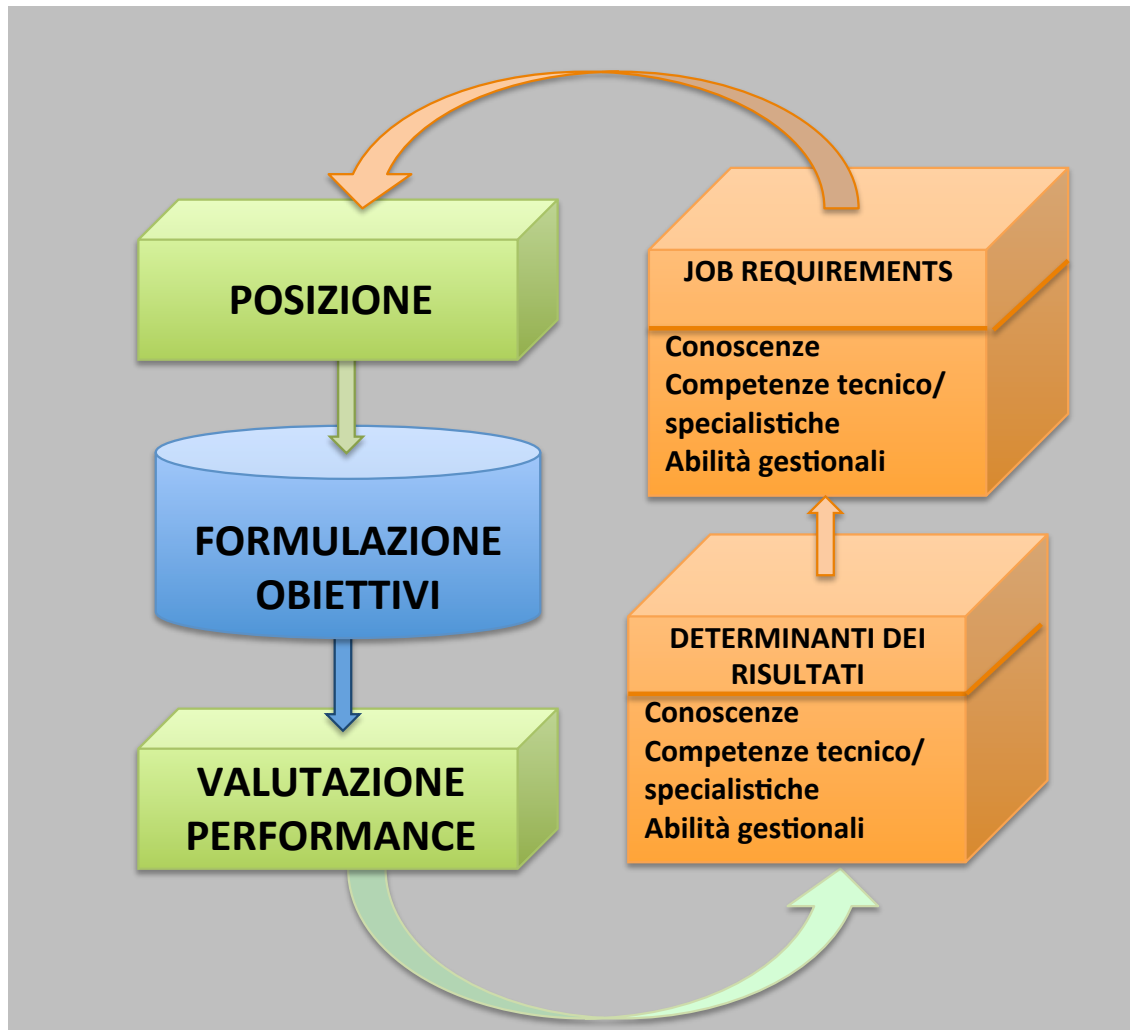 POSIZIONE
FORMULAZIONE
OBIETTIVI
VALUTAZIONE
PERFORMANCE
JOB REQUIREMENTS
Conoscenze
Competenze tecnico/
specialistiche
Abilità gestionali
DETERMINANTI DEI
RISULTATI
Conoscenze
Competenze tecnico/
specialistiche
Abilità gestionali